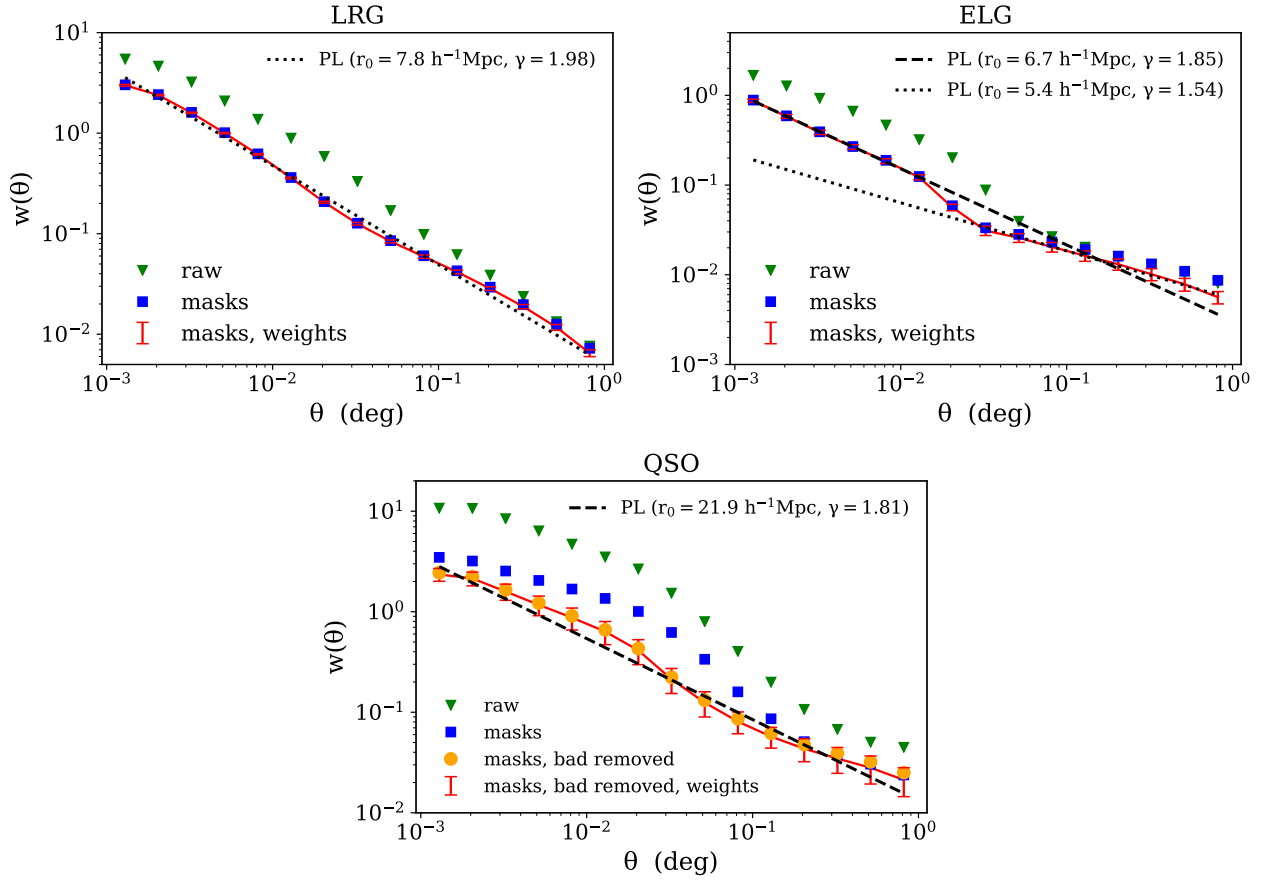 LRG
10¹
10⁰
10⁻¹
10⁻²
w(θ)
PL (r₀ = 7.8 h⁻¹Mpc, γ = 1.98)
raw
masks
masks, weights
10⁻³ 10⁻² 10⁻¹ 10⁰
θ (deg)
ELG
10⁰
10⁻¹
10⁻²
10⁻³
w(θ)
PL (r₀ = 6.7 h⁻¹Mpc, γ = 1.85)
PL (r₀ = 5.4 h⁻¹Mpc, γ = 1.54)
raw
masks
masks, weights
10⁻³ 10⁻² 10⁻¹ 10⁰
θ (deg)
QSO
10¹
10⁰
10⁻¹
10⁻²
w(θ)
PL (r₀ = 21.9 h⁻¹Mpc, γ = 1.81)
raw
masks
masks, bad removed
masks, bad removed, weights
10⁻³ 10⁻² 10⁻¹ 10⁰
θ (deg)